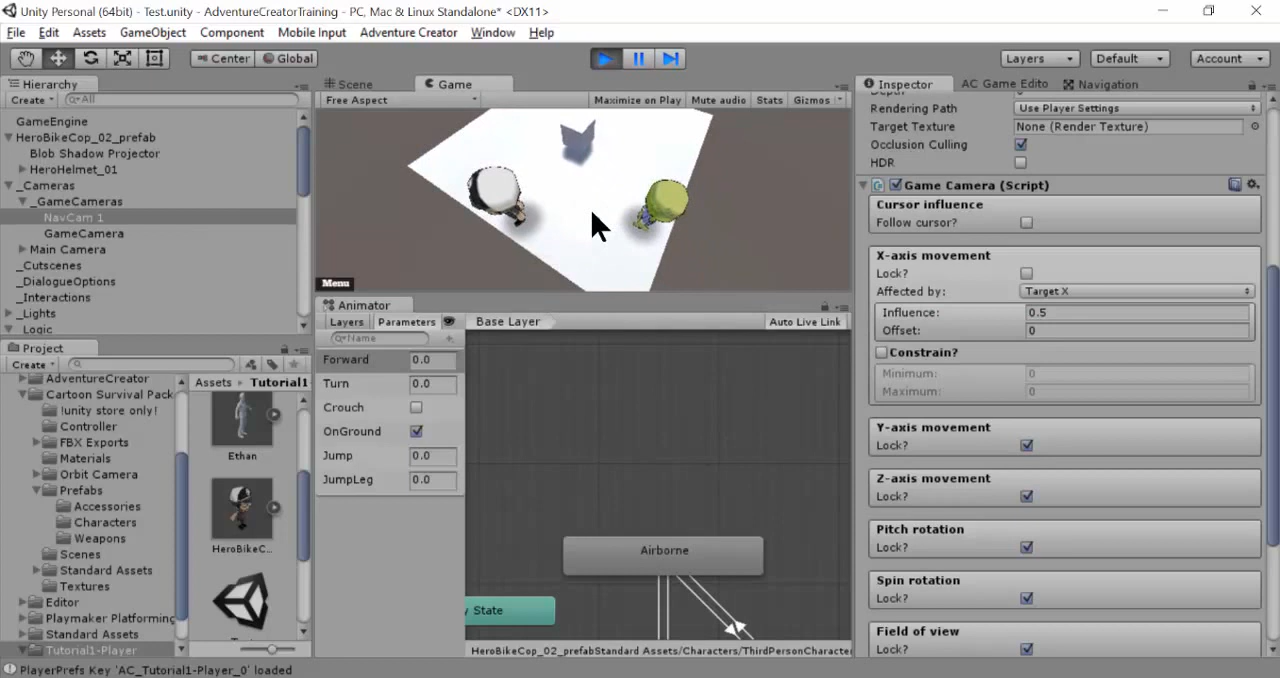 Unity Personal (64bit) - Test.unity - AdventureCreatorTraining - PC, Mac & Linux Standalone* <DX11>
File Edit Assets GameObject Component Mobile Input Adventure Creator Window Help
Center Global Layers Default Account
Hierarchy
Create All
GameEngine
HeroBikeCop_02_prefab
Blob Shadow Projector
HeroHelmet_01
_Cameras
_GameCameras
NavCam 1
GameCamera
Main Camera
_Cutscenes
_DialogueOptions
_Interactions
_Lights
Logic
Project
Create
AdventureCreator
Cartoon Survival Pack
!unity store only!
Controller
FBX Exports
Materials
Orbit Camera
Prefabs
Accessories
Characters
Weapons
Scenes
Standard Assets
Textures
Editor
Playmaker Platforming
Standard Assets
Tutorial1-Player
Assets Tutorial1
Ethan
HeroBikeC...
Scene Game
Free Aspect Maximize on Play Mute audio Stats Gizmos
Menu
Animator
Layers Parameters Base Layer Auto Live Link
Name
Forward 0.0
Turn 0.0
Crouch
OnGround
Jump 0.0
JumpLeg 0.0
Airborne
y State
HeroBikeCop_02_prefabStandard Assets/Characters/ThirdPersonCharacte
Inspector AC Game Edito Navigation
Rendering Path Use Player Settings
Target Texture None (Render Texture)
Occlusion Culling
HDR
Game Camera (Script)
Cursor influence
Follow cursor?
X-axis movement
Lock?
Affected by: Target X
Influence: 0.5
Offset: 0
Constrain?
Minimum: 0
Maximum: 0
Y-axis movement
Lock?
Z-axis movement
Lock?
Pitch rotation
Lock?
Spin rotation
Lock?
Field of view
Lock?
PlayerPrefs Key 'AC_Tutorial1-Player_0' loaded